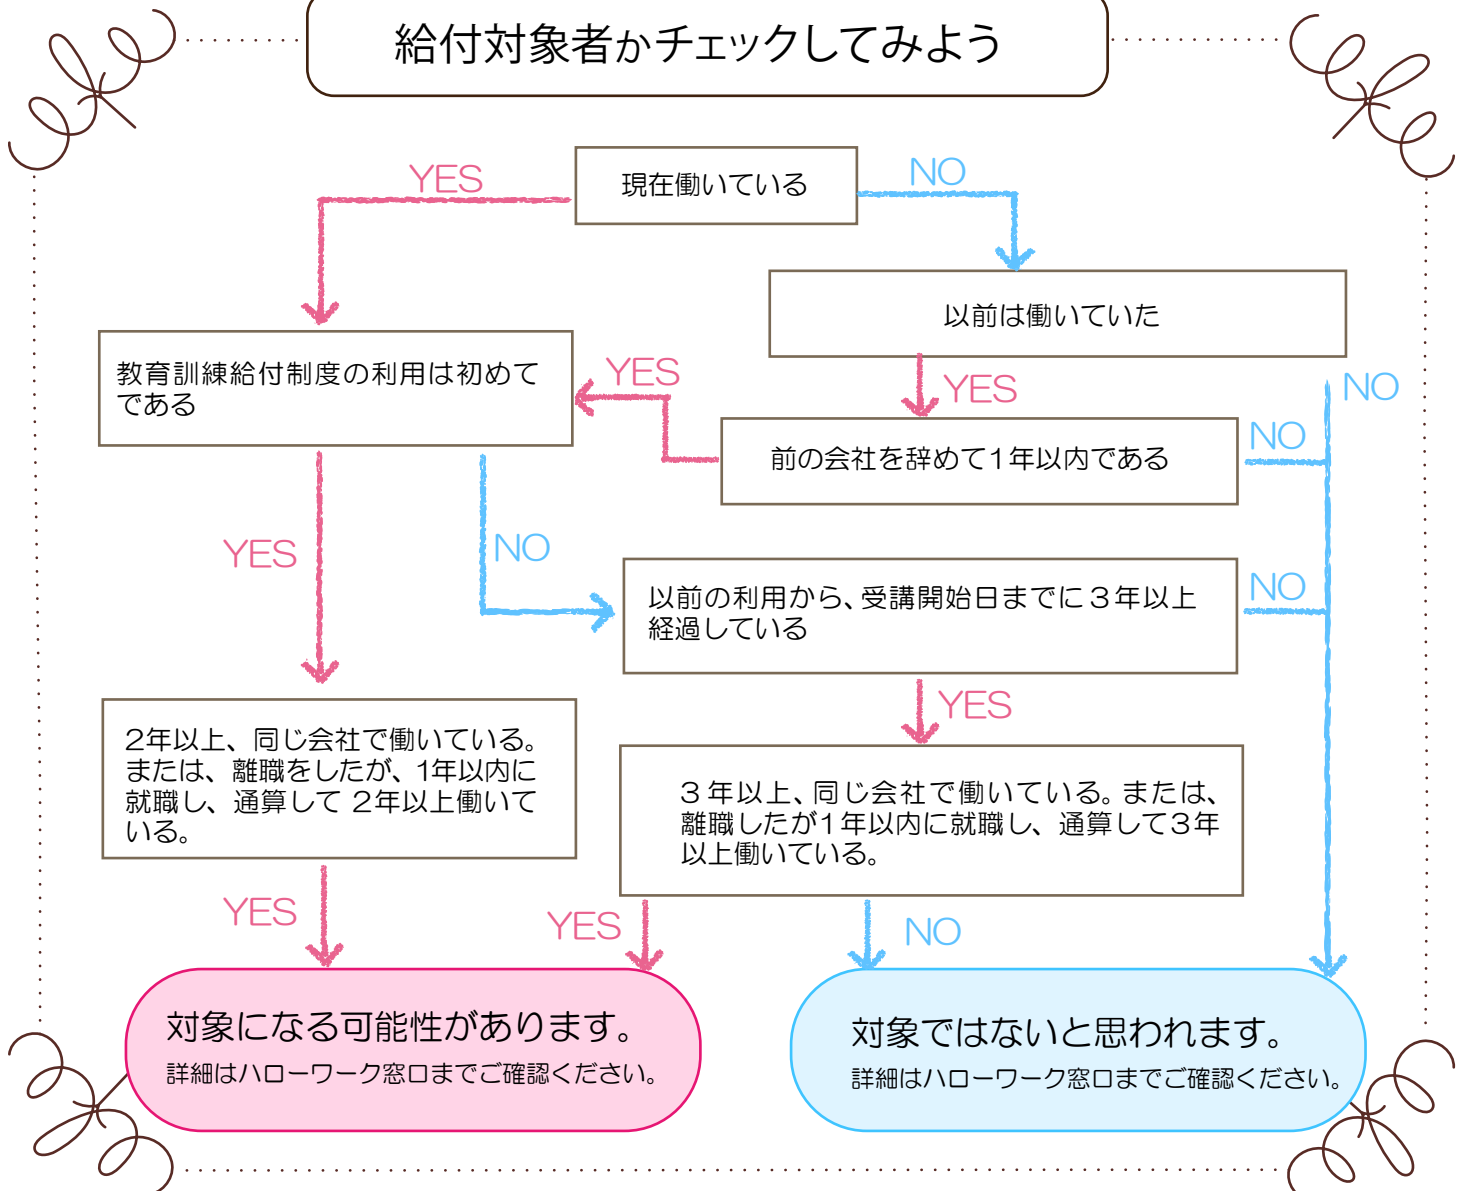 給付対象者かチェックしてみよう
YES
現在働いている
NO
以前は働いていた
教育訓練給付制度の利用は初めて
である
YES
YES
NO
前の会社を辞めて1年以内である
NO
YES
NO
以前の利用から、受講開始日までに3年以上
経過している
NO
YES
2年以上、同じ会社で働いている。
または、離職をしたが、1年以内に
就職し、通算して 2年以上働いて
いる。
3年以上、同じ会社で働いている。または、
離職したが1年以内に就職し、通算して3年
以上働いている。
YES
YES
NO
対象になる可能性があります。
詳細はハローワーク窓口までご確認ください。
対象ではないと思われます。
詳細はハローワーク窓口までご確認ください。